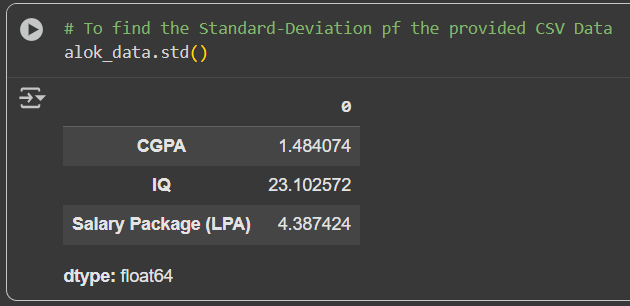 # To find the Standard-Deviation pf the provided CSV Data
alok_data.std()
0
CGPA 1.484074
IQ 23.102572
Salary Package (LPA) 4.387424
dtype: float64